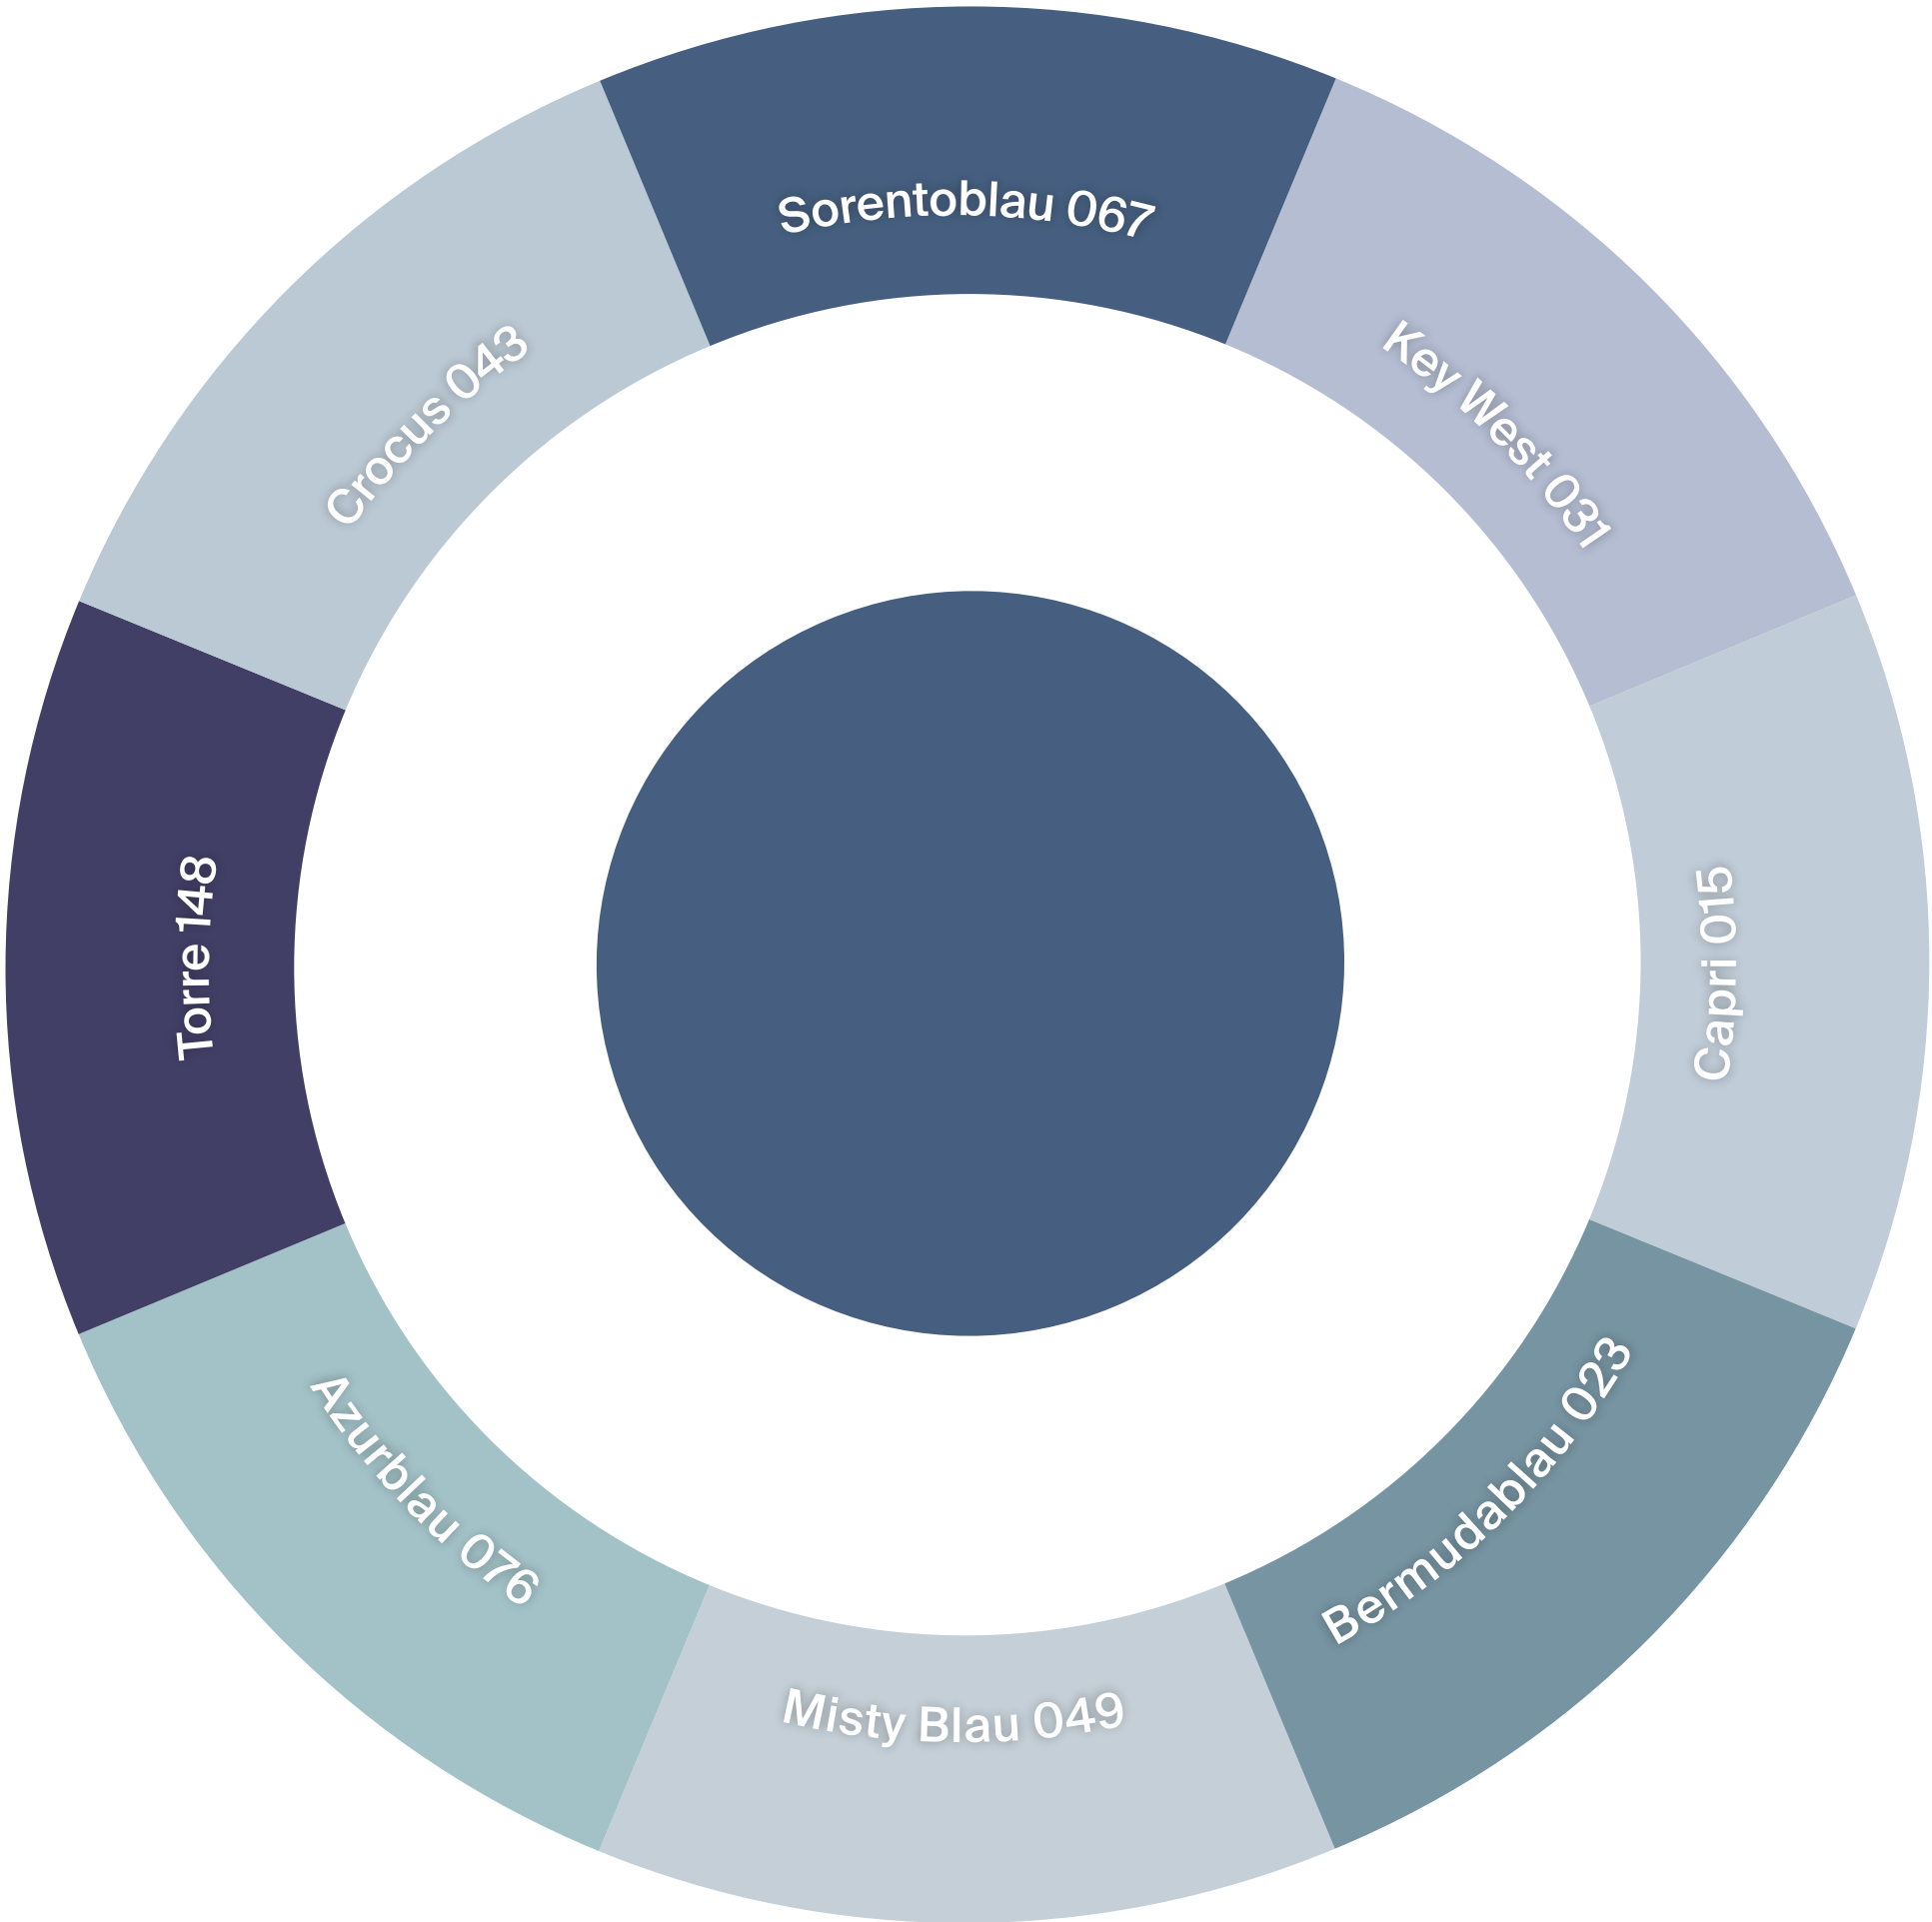 Sorentoblau 067
Key West 031
Capri 015
Bermudablau 023
Misty Blau 049
Azurblau 076
Torre 148
Crocus 043